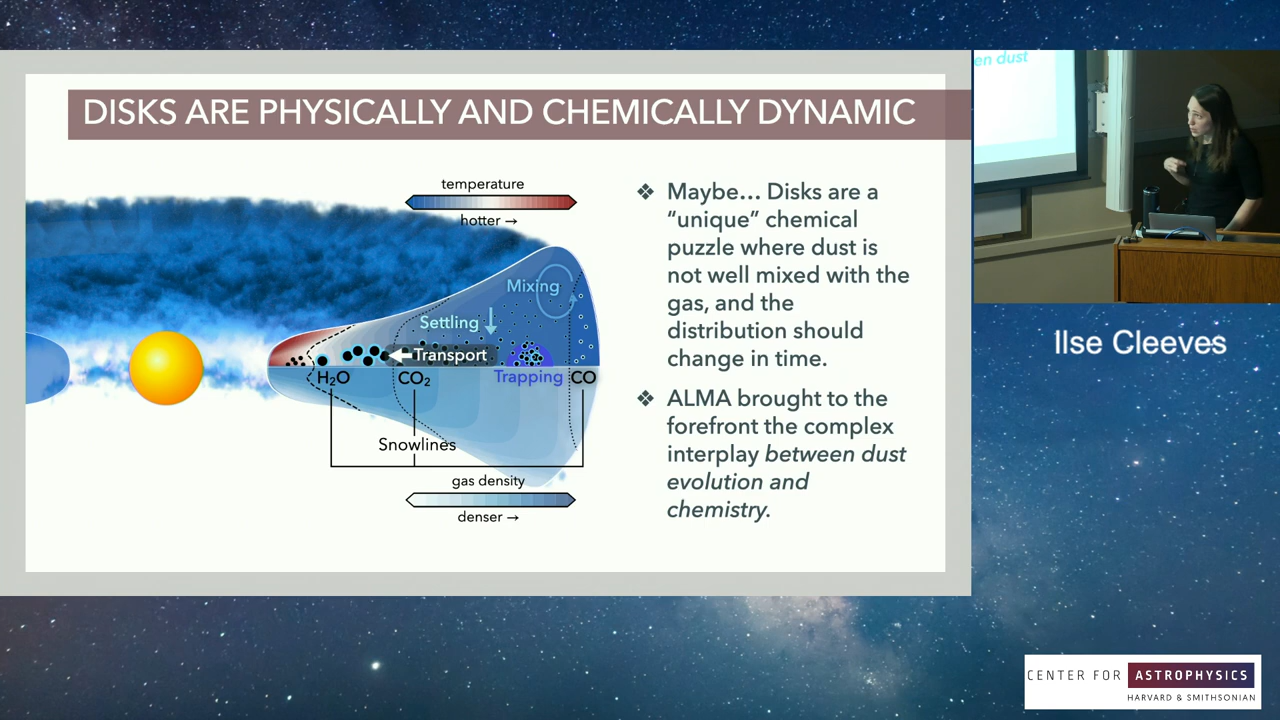 DISKS ARE PHYSICALLY AND CHEMICALLY DYNAMIC
en dust
temperature
hotter →
Mixing
Settling
Transport
H₂O
CO₂
Trapping
CO
Snowlines
gas density
denser →
❖ Maybe... Disks are a
"unique" chemical
puzzle where dust is
not well mixed with the
gas, and the
distribution should
change in time.
❖ ALMA brought to the
forefront the complex
interplay between dust
evolution and
chemistry.
Ilse Cleeves
CENTER FOR ASTROPHYSICS
HARVARD & SMITHSONIAN